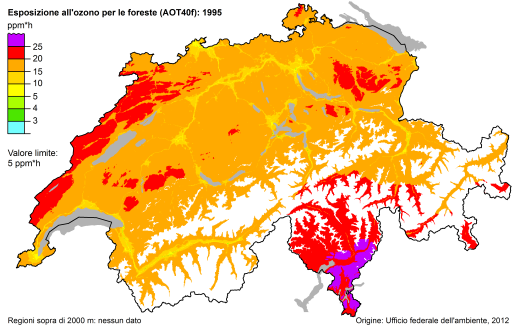 Esposizione all'ozono per le foreste (AOT40f): 1995
ppm*h
25
20
15
10
5
4
3
Valore limite:
5 ppm*h
Regioni sopra di 2000 m: nessun dato
Origine: Ufficio federale dell'ambiente, 2012